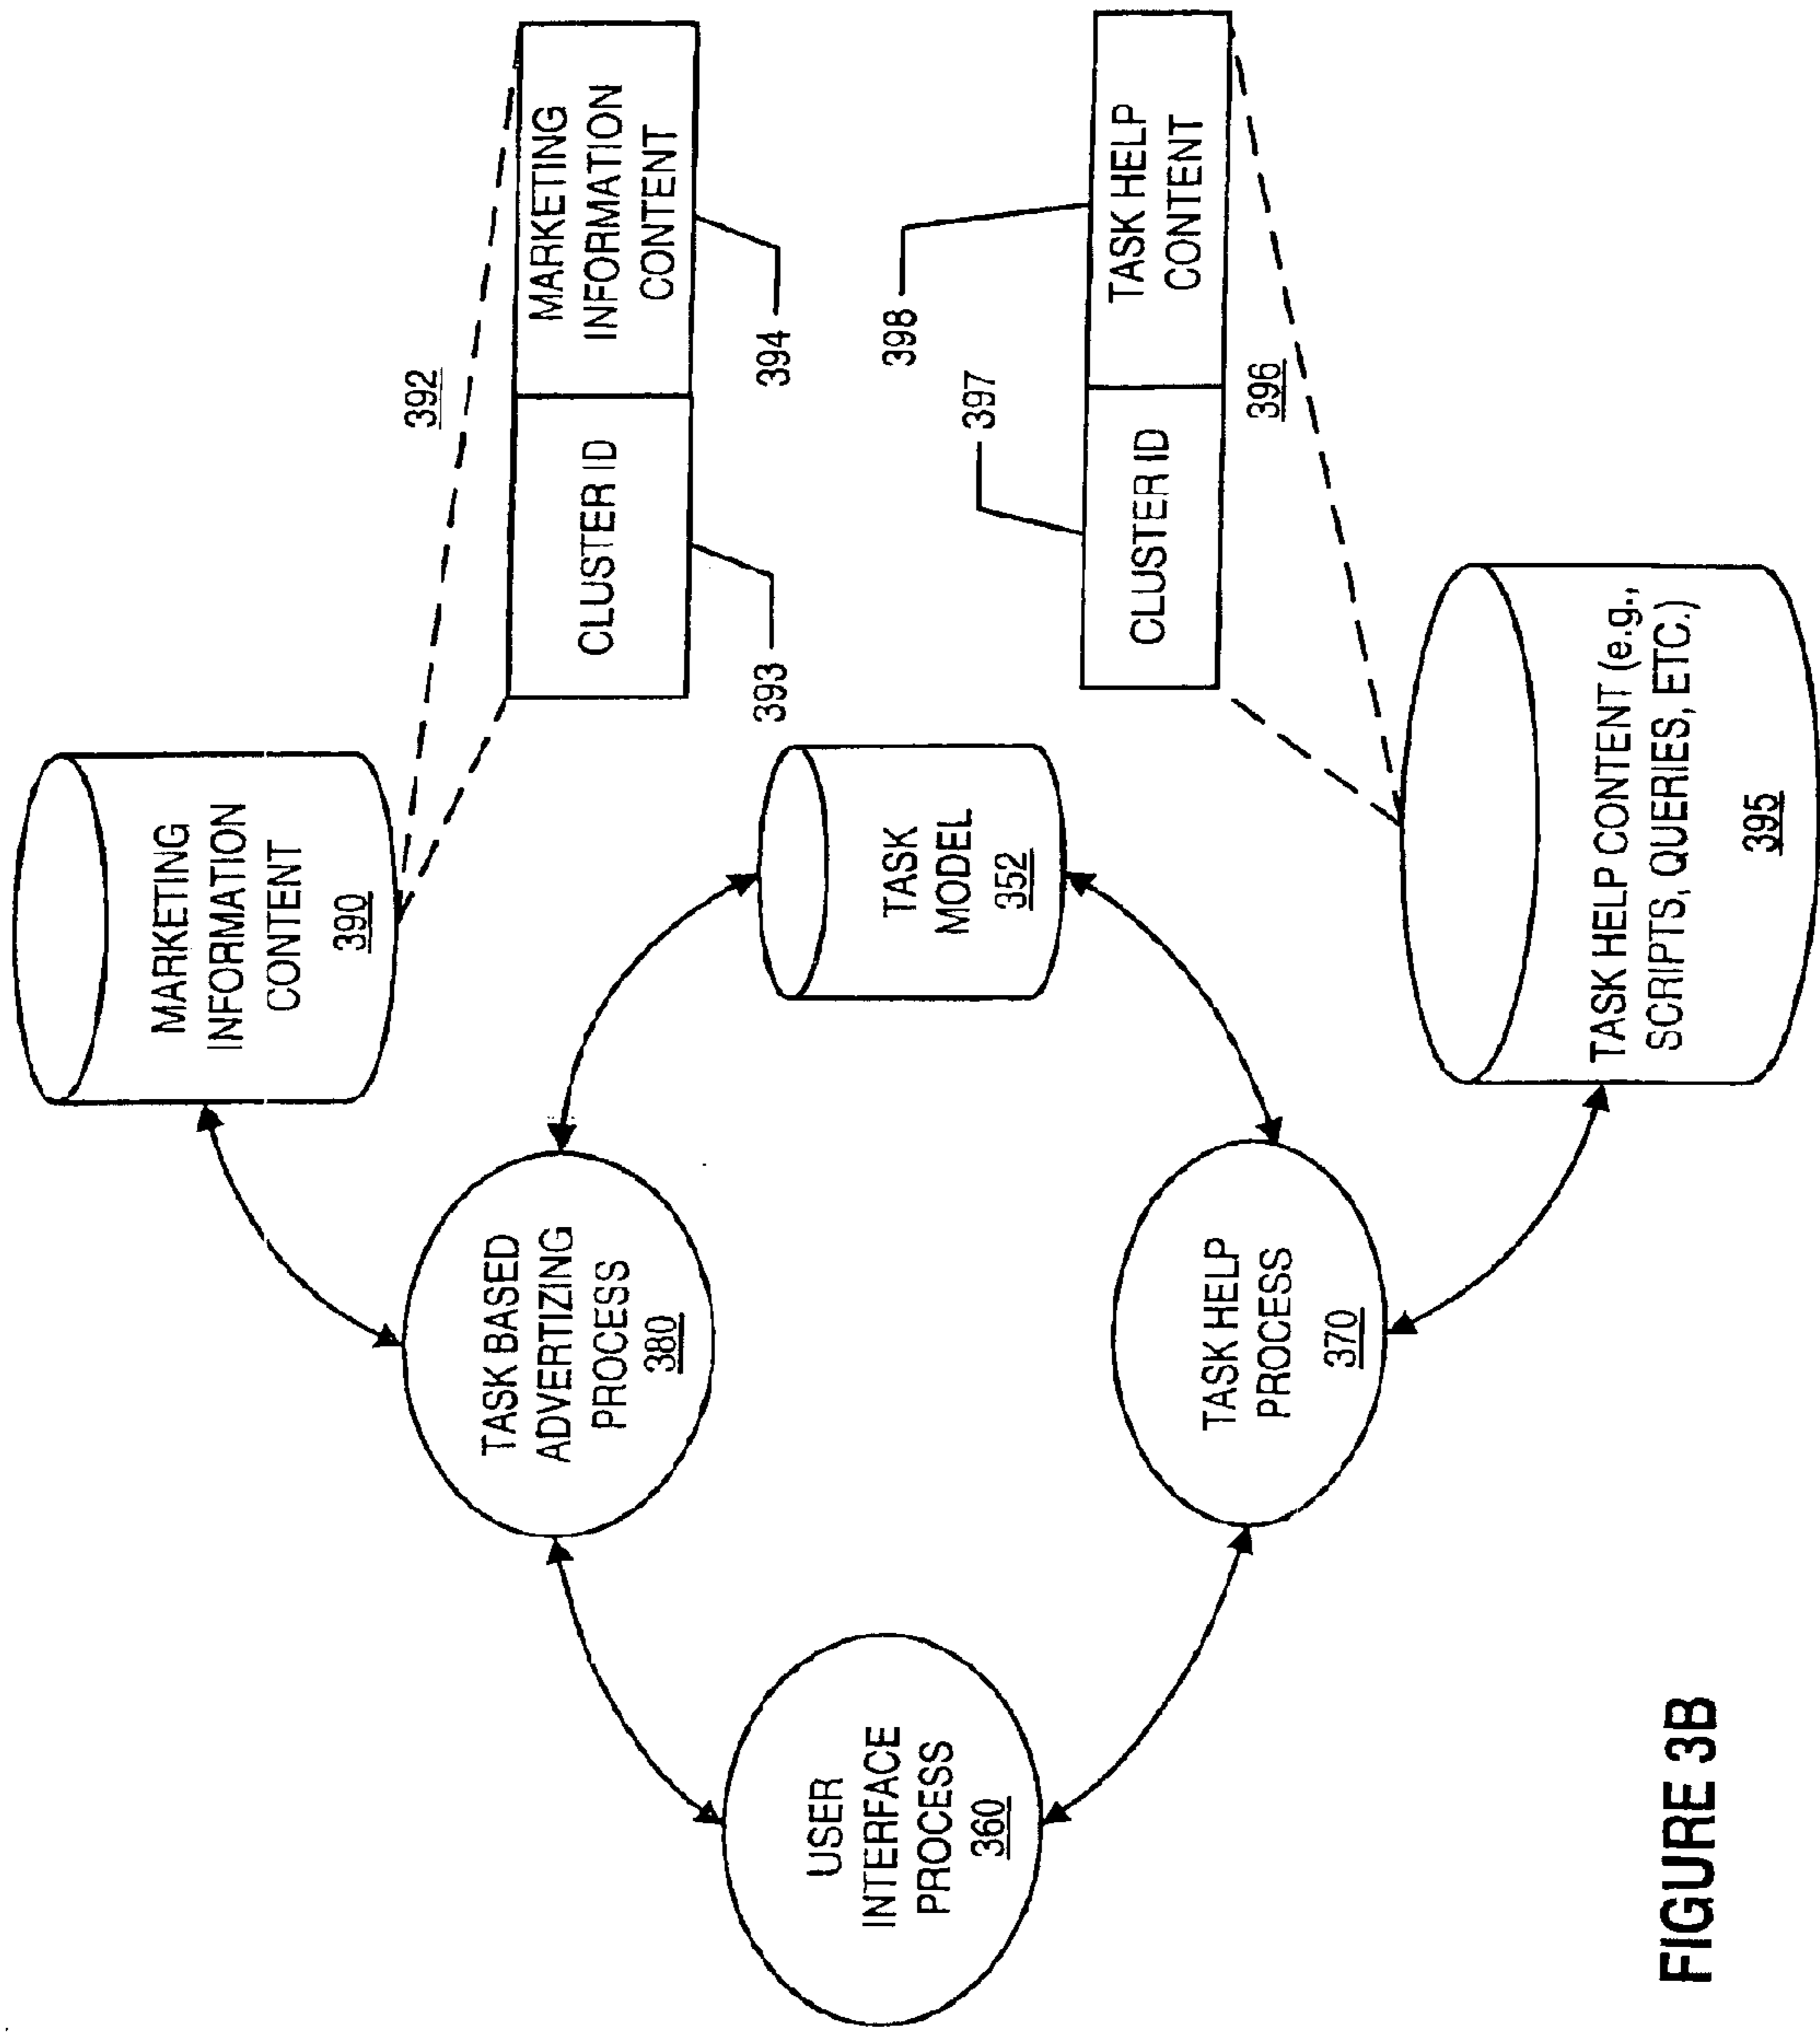 MARKETING
INFORMATION
CONTENT
390
392
CLUSTER ID
MARKETING
INFORMATION
CONTENT
393
394
TASK BASED
ADVERTIZING
PROCESS
380
USER
INTERFACE
PROCESS
360
TASK
MODEL
352
397
398
CLUSTER ID
TASK HELP
CONTENT
396
TASK HELP
PROCESS
370
TASK HELP CONTENT (e.g.,
SCRIPTS, QUERIES, ETC.)
395
FIGURE 3B